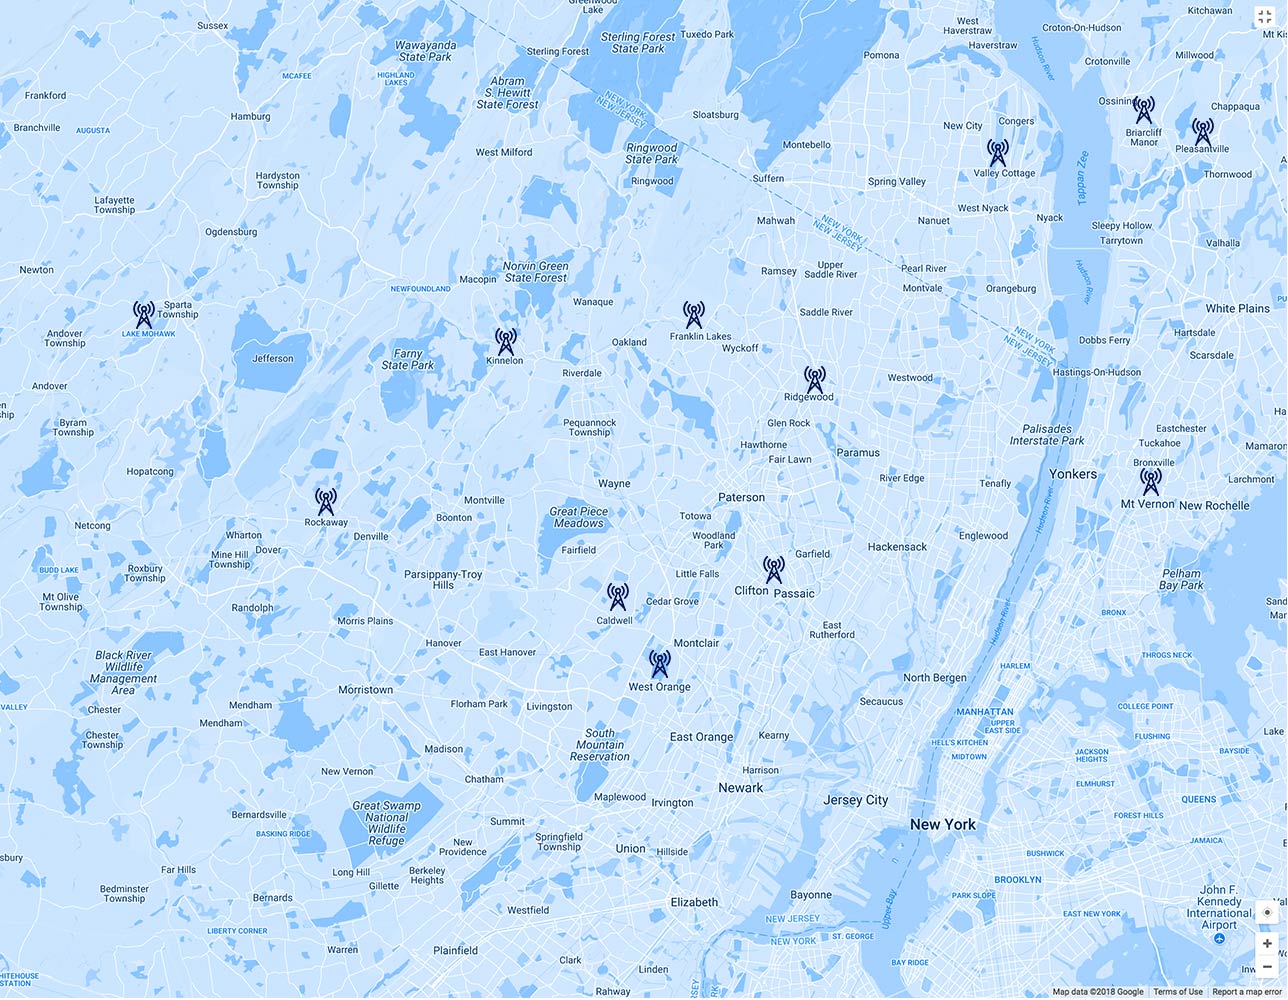 Greenwood
Lake
Kitchawan
Sussex
West
Haverstraw
Croton-On-Hudson
Wawayanda
State Park
Sterling Forest
State Park
Tuxedo Park
Sterling Forest
Haverstraw
Pomona
Hudson River
Millwood
Mt Kis
Crotonville
MCAFEE
HIGHLAND
LAKES
Abram
S. Hewitt
State Forest
Frankford
NEW YORK
NEW JERSEY
Ossining
Chappaqua
Hamburg
Sloatsburg
Branchville
AUGUSTA
New City
Congers
Briarcliff
Manor
Pleasantville
West Milford
Ringwood
State Park
Montebello
Valley Cottage
Thornwood
Hardyston
Township
Ringwood
Suffern
Spring Valley
Tappan Zee
Lafayette
Township
West Nyack
Mahwah
Nanuet
Nyack
Sleepy Hollow
Tarrytown
Valhalla
Ogdensburg
NEW YORK
NEW JERSEY
Newton
Macopin
Norvin Green
State Forest
Ramsey
Upper
Saddle River
Pearl River
Montvale
Orangeburg
Hudson River
NEWFOUNDLAND
Wanaque
Sparta
Township
LAKE MOHAWK
Saddle River
White Plains
Andover
Township
Franklin Lakes
Oakland
Wyckoff
NEW YORK
NEW JERSEY
Dobbs Ferry
Hartsdale
Scarsdale
Jefferson
Farny
State Park
Kinnelon
Riverdale
Westwood
Hastings-On-Hudson
Andover
Ridgewood
Byram
Township
Pequannock
Township
Glen Rock
Palisades
Interstate Park
Eastchester
Tuckahoe
Hawthorne
Fair Lawn
Paramus
Mamaron
Hopatcong
Bronxville
Yonkers
River Edge
Tenafly
Larchmont
Wayne
Paterson
Montville
Mt Vernon
New Rochelle
Rockaway
Boonton
Great Piece
Meadows
Totowa
Hudson River
Netcong
Wharton
Denville
Woodland
Park
Hackensack
Englewood
Dover
Mine Hill
Township
Fairfield
Garfield
BUDD LAKE
Roxbury
Township
Parsippany-Troy
Hills
Little Falls
Pelham
Bay Park
Mt Olive
Township
Randolph
Cedar Grove
Clifton
Passaic
Morris Plains
Caldwell
BRONX
Sand
Mar
East
Rutherford
Hudson River
Hanover
East Hanover
Montclair
Black River
Wildlife
Management
Area
HARLEM
THROGS NECK
West Orange
North Bergen
Morristown
Florham Park
Livingston
Secaucus
VALLEY
Chester
Mendham
Mendham
MANHATTAN
COLLEGE POINT
UPPER
EAST SIDE
Chester
Township
South
Mountain
Reservation
East Orange
Kearny
HELL'S KITCHEN
MIDTOWN
FLUSHING
BAYSIDE
Lake
Madison
JACKSON
HEIGHTS
New Vernon
Chatham
Harrison
ELMHURST
Newark
Maplewood
Irvington
Jersey City
QUEENS
Great Swamp
National
Wildlife
Refuge
Bernardsville
BASKING RIDGE
Summit
New York
FOREST HILLS
New
Providence
Springfield
Township
Union
Hillside
JAMAICA
BUSHWICK
sbury
Far Hills
Long Hill
Gillette
Berkeley
Heights
BROOKLYN
Bedminster
Township
Bernards
Elizabeth
Bayonne
PARK SLOPE
John F.
Kennedy
International
Airport
Westfield
Upper Bay
EAST NEW YORK
LIBERTY CORNER
NEW JERSEY
NEW YORK
ST. GEORGE
Warren
Plainfield
Clark
Linden
BAY RIDGE
WHITEHOUSE
STATION
Rahway
Map data ©2018 Google
Terms of Use
Report a map error